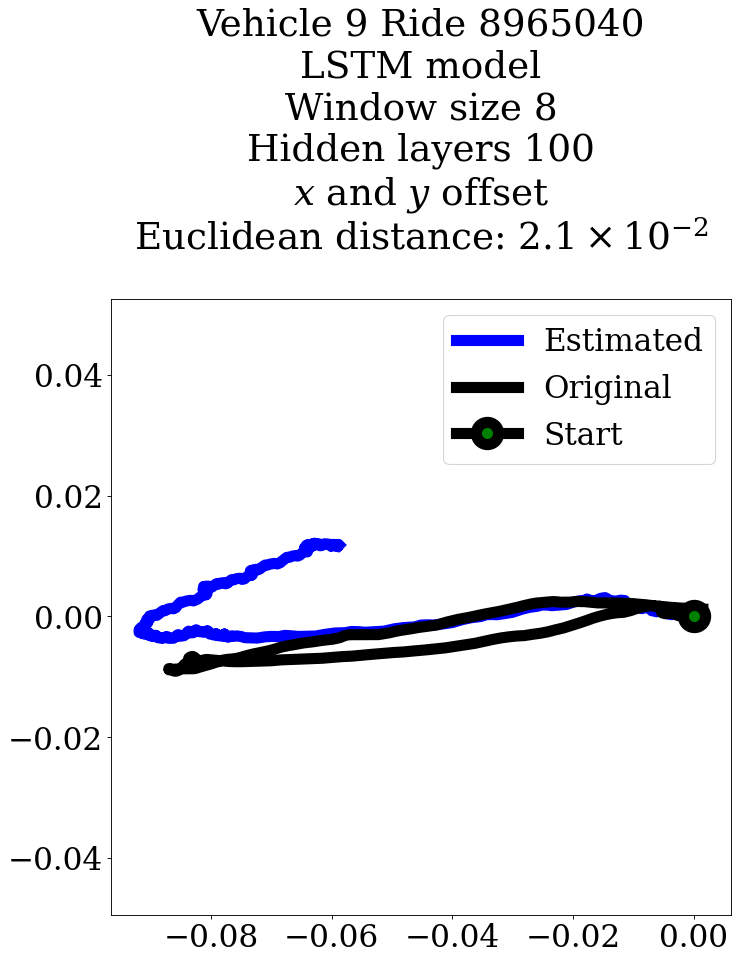 Vehicle 9 Ride 8965040
LSTM model
Window size 8
Hidden layers 100
x and y offset
Euclidean distance: 2.1 × 10⁻²
Estimated
Original
Start
0.04
0.02
0.00
−0.02
−0.04
−0.08 −0.06 −0.04 −0.02 0.00